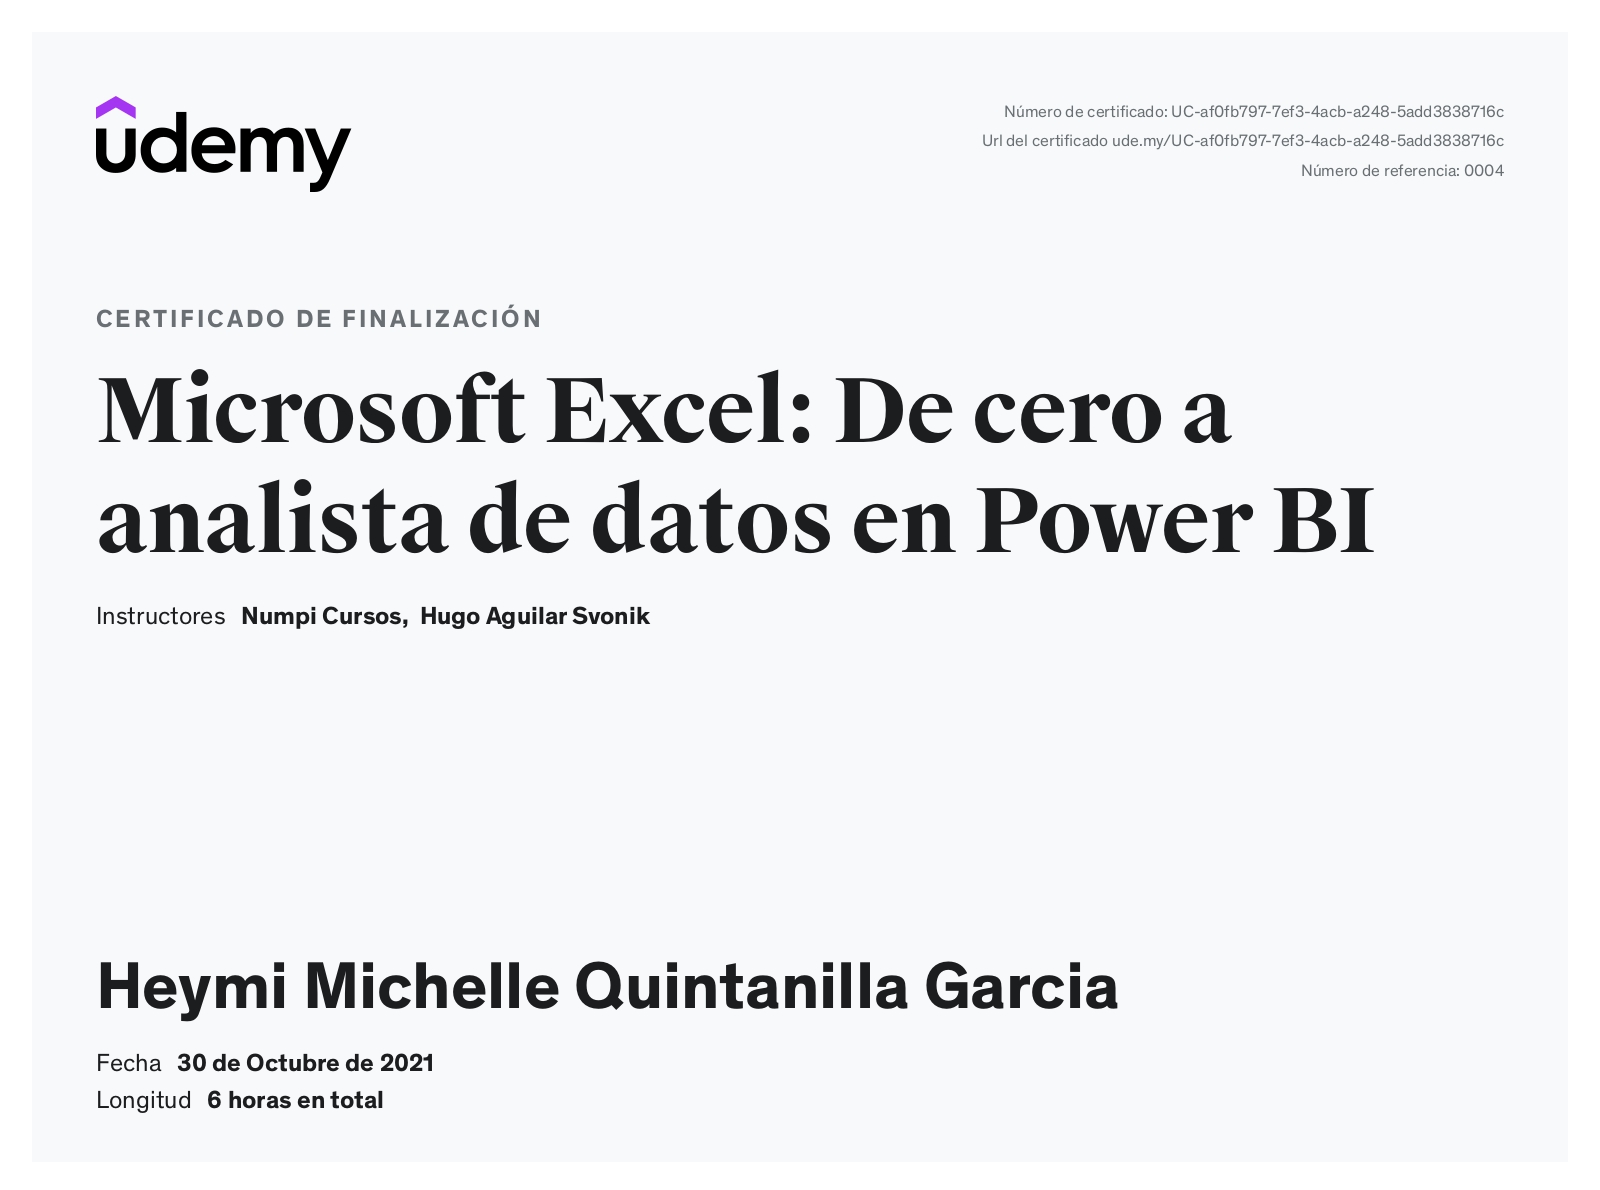 udemy
Número de certificado: UC-af0fb797-7ef3-4acb-a248-5add3838716c
Url del certificado ude.my/UC-af0fb797-7ef3-4acb-a248-5add3838716c
Número de referencia: 0004
CERTIFICADO DE FINALIZACIÓN
Microsoft Excel: De cero a
analista de datos en Power BI
Instructores Numpi Cursos, Hugo Aguilar Svonik
Heymi Michelle Quintanilla Garcia
Fecha 30 de Octubre de 2021
Longitud 6 horas en total